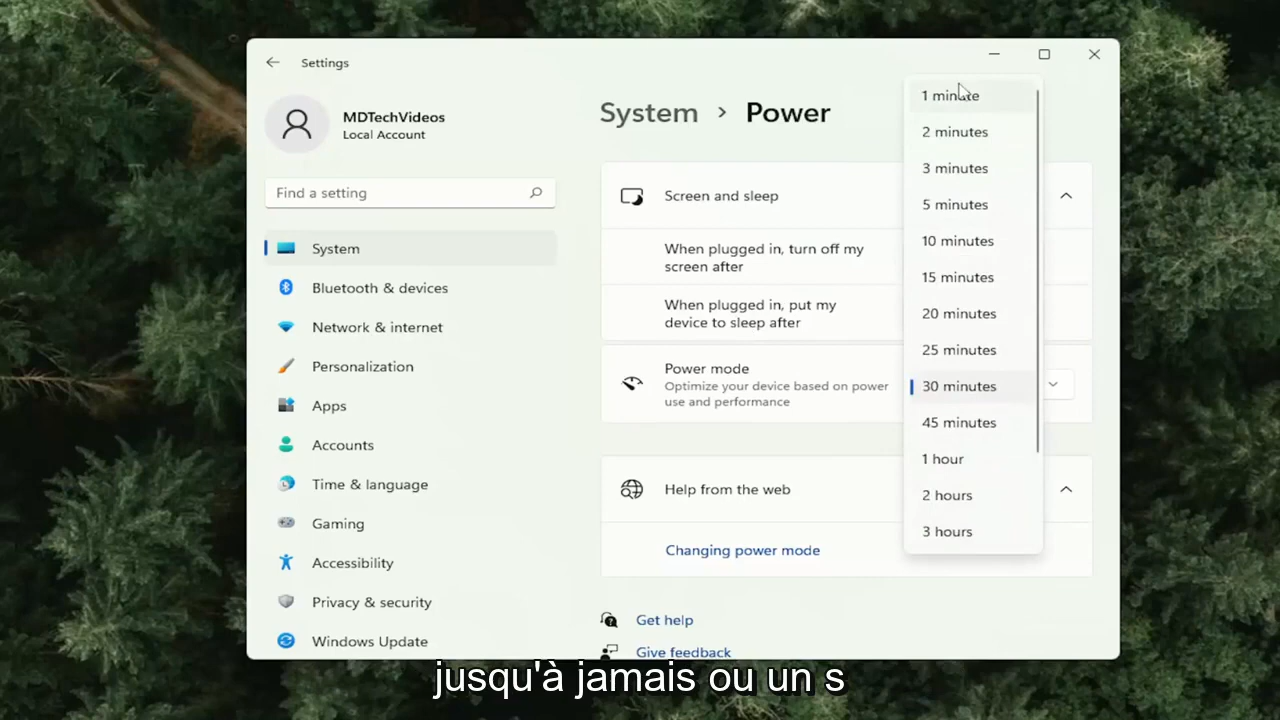 Settings
MDTechVideos
Local Account
Find a setting
System
Bluetooth & devices
Network & internet
Personalization
Apps
Accounts
Time & language
Gaming
Accessibility
Privacy & security
Windows Update
System > Power
Screen and sleep
When plugged in, turn off my
screen after
When plugged in, put my
device to sleep after
Power mode
Optimize your device based on power
use and performance
Help from the web
Changing power mode
Get help
Give feedback
1 minute
2 minutes
3 minutes
5 minutes
10 minutes
15 minutes
20 minutes
25 minutes
30 minutes
45 minutes
1 hour
2 hours
3 hours
jusqu'à jamais ou un s